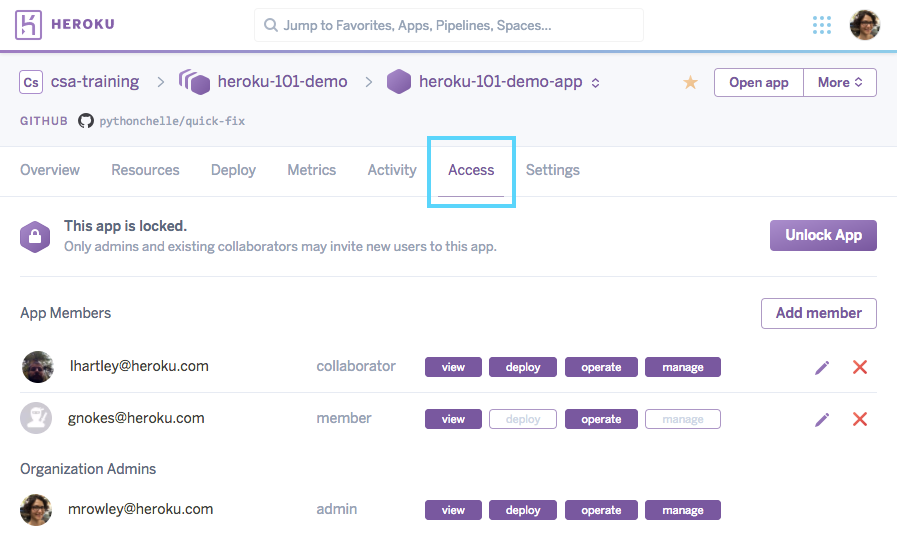 HEROKU
Jump to Favorites, Apps, Pipelines, Spaces...
Cs csa-training > heroku-101-demo > heroku-101-demo-app Open app More
GITHUB pythonchelle/quick-fix
Overview Resources Deploy Metrics Activity Access Settings
This app is locked.
Only admins and existing collaborators may invite new users to this app.
Unlock App
App Members Add member
lhartley@heroku.com collaborator view deploy operate manage
gnokes@heroku.com member view deploy operate manage
Organization Admins
mrowley@heroku.com admin view deploy operate manage